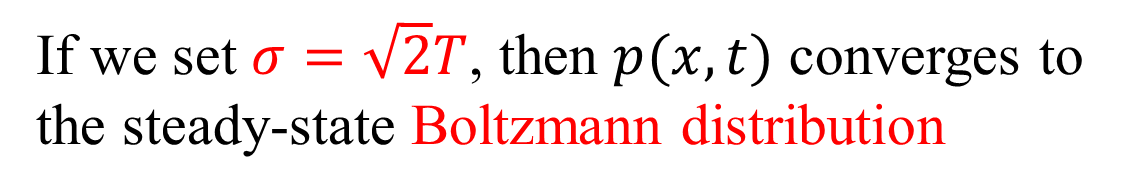 If we set σ = √2T, then p(x, t) converges to
the steady-state Boltzmann distribution